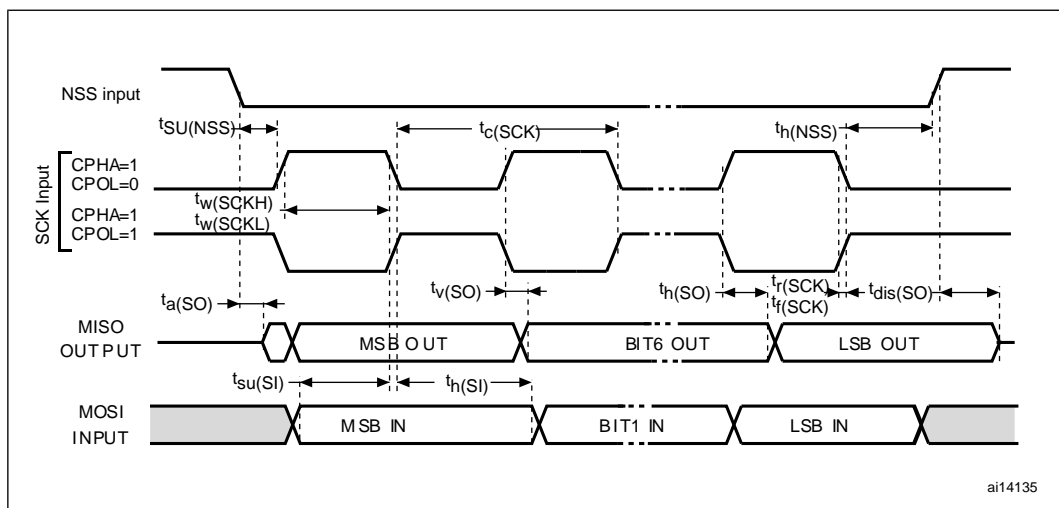 NSS input
tSU(NSS)
tc(SCK)
th(NSS)
SCK Input
CPHA=1
CPOL=0
tw(SCKH)
CPHA=1
tw(SCKL)
CPOL=1
ta(SO)
tv(SO)
th(SO)
tr(SCK)
tf(SCK)
tdis(SO)
MISO
OUTPUT
MSB OUT
BIT6 OUT
LSB OUT
tsu(SI)
th(SI)
MOSI
INPUT
MSB IN
BIT1 IN
LSB IN
ai14135